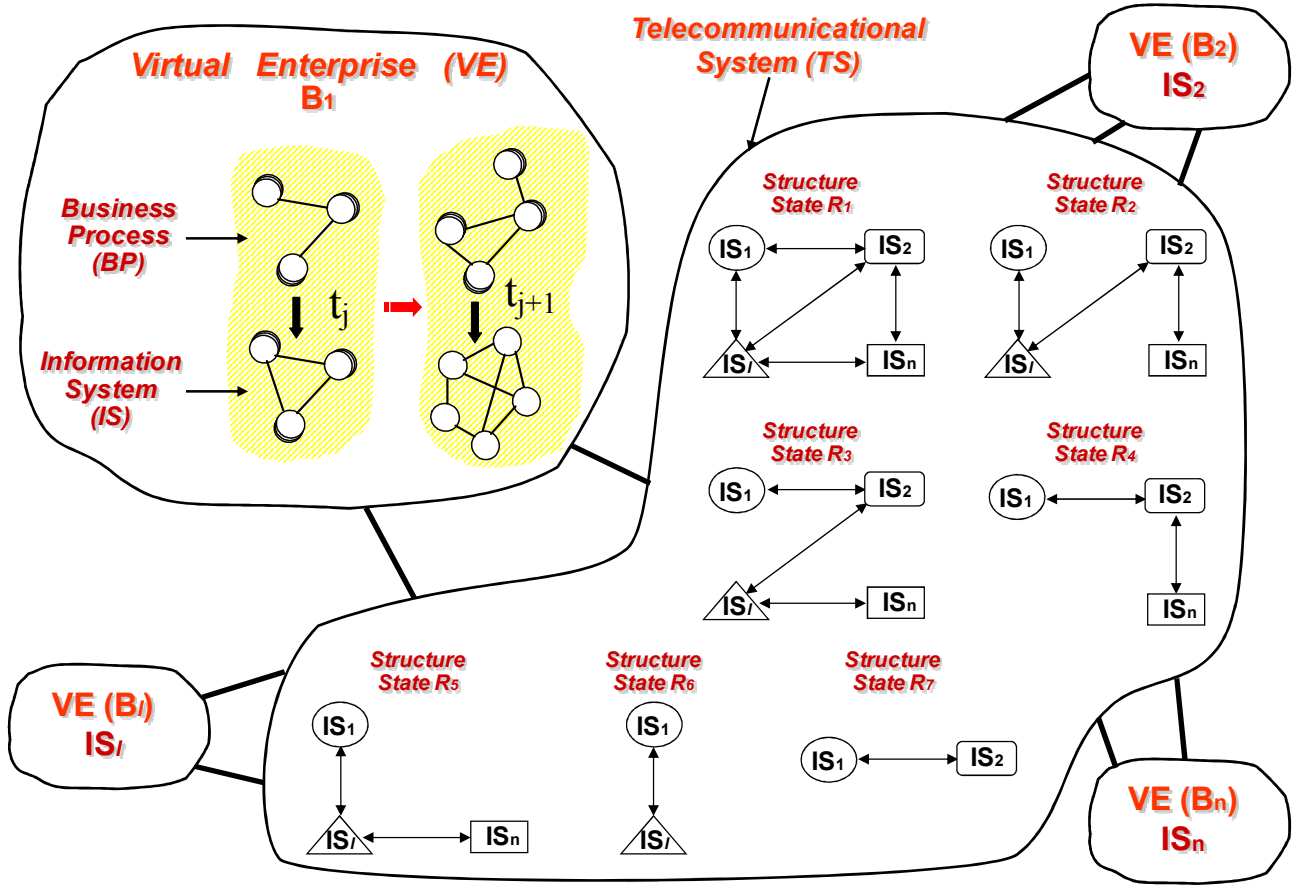 Virtual Enterprise (VE)
B1
Business
Process
(BP)
Information
System
(IS)
tj
tj+1
Telecommunicational
System (TS)
VE (B2)
IS2
Structure
State R1
IS1
IS2
ISl
ISn
Structure
State R2
IS1
IS2
ISl
ISn
Structure
State R3
IS1
IS2
ISl
ISn
Structure
State R4
IS1
IS2
ISn
Structure
State R5
IS1
ISl
ISn
Structure
State R6
IS1
ISl
Structure
State R7
IS1
IS2
VE (Bl)
ISl
VE (Bn)
ISn